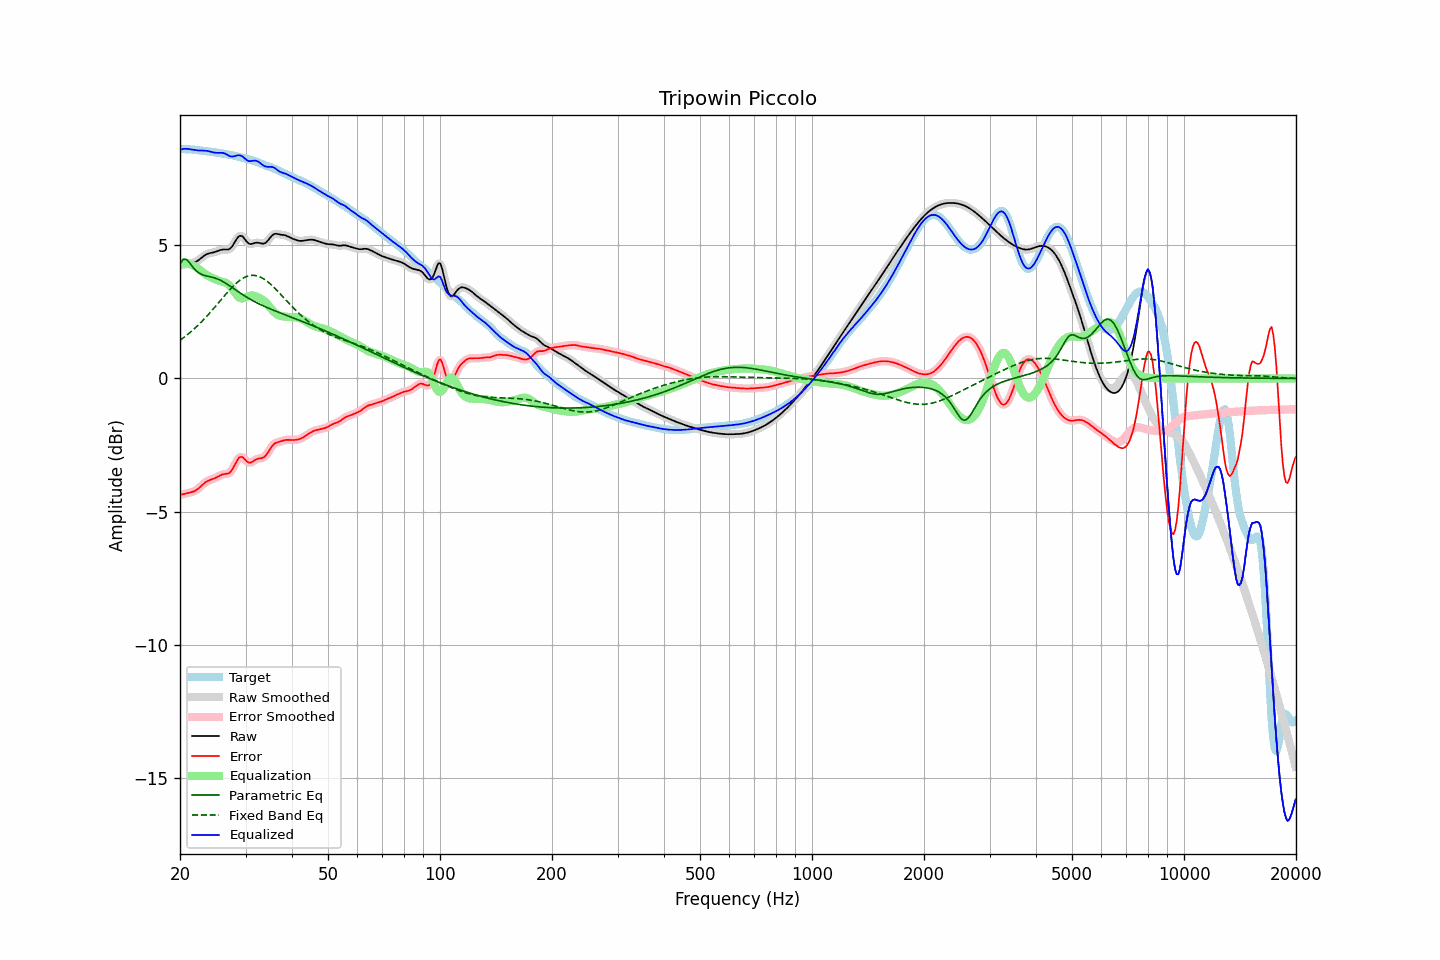 Tripowin Piccolo
Amplitude (dBr)
5
0
−5
−10
−15
Target
Raw Smoothed
Error Smoothed
Raw
Error
Equalization
Parametric Eq
Fixed Band Eq
Equalized
20 50 100 200 500 1000 2000 5000 10000 20000
Frequency (Hz)